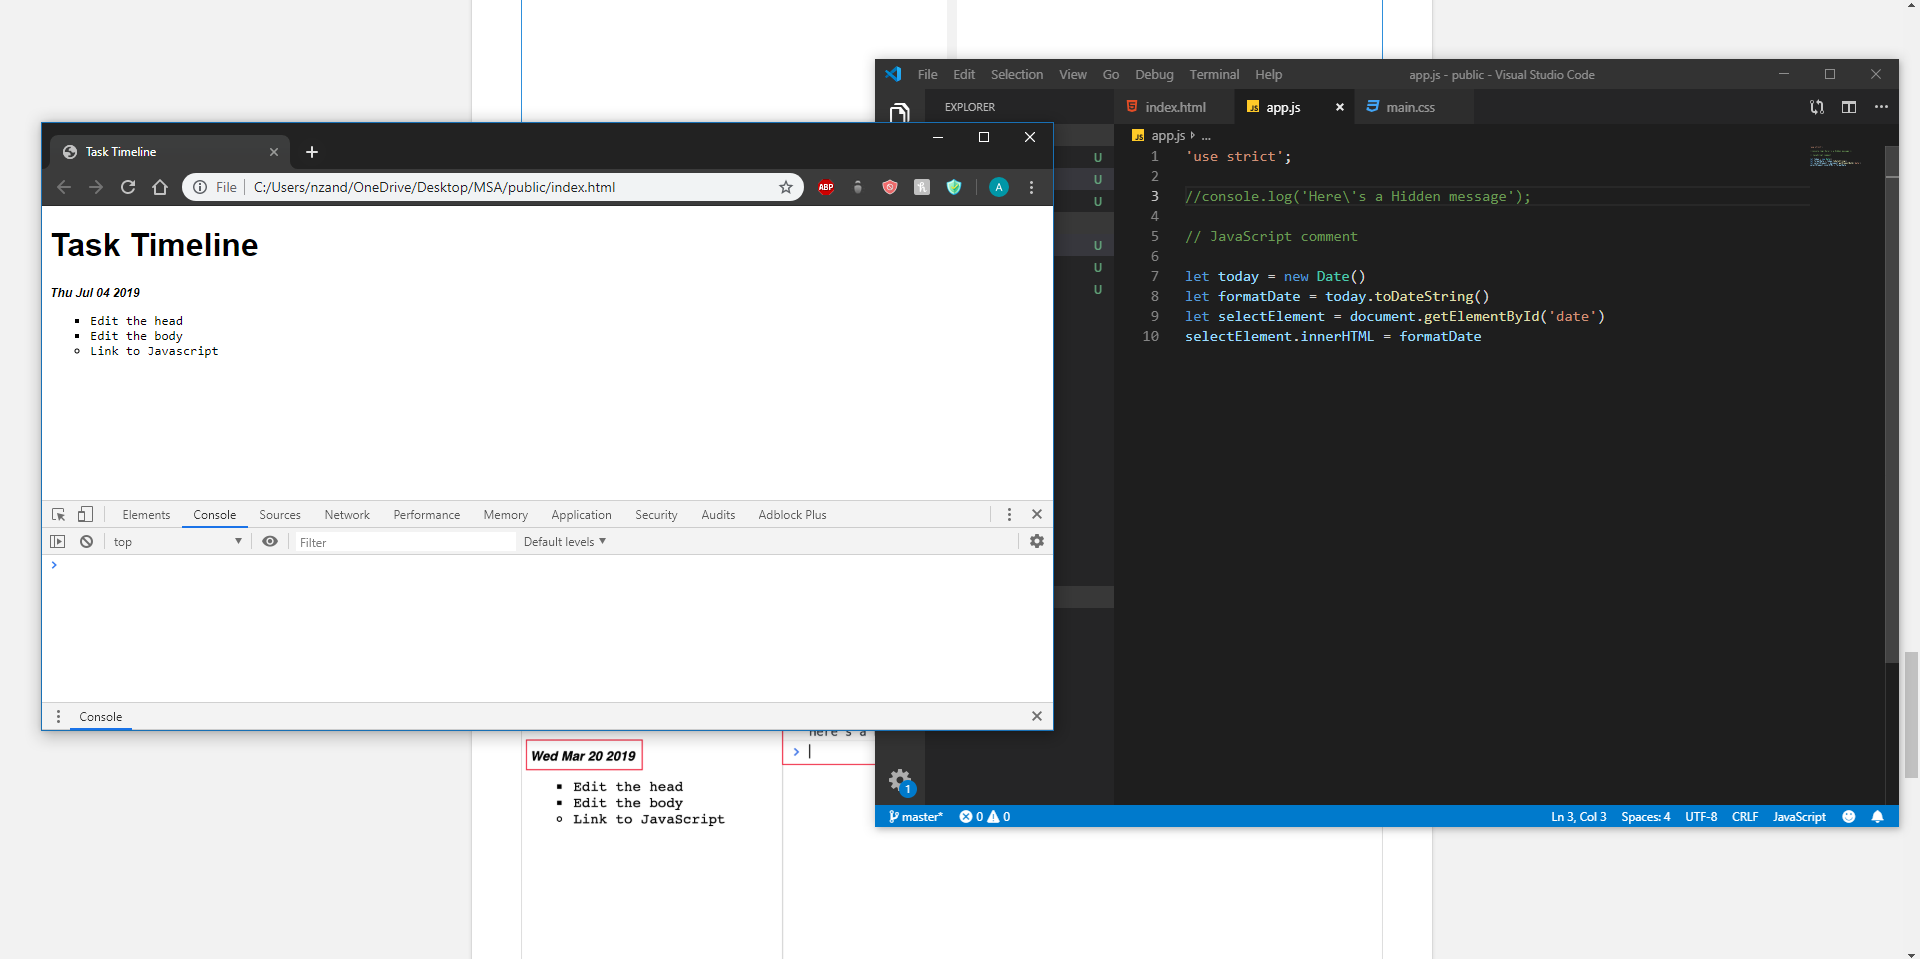 Task Timeline
File
C:/Users/nzand/OneDrive/Desktop/MSA/public/index.html
ABP
A
Task Timeline
Thu Jul 04 2019
Edit the head
Edit the body
Link to Javascript
Elements
Console
Sources
Network
Performance
Memory
Application
Security
Audits
Adblock Plus
top
Filter
Default levels
Console
Wed Mar 20 2019
Edit the head
Edit the body
Link to JavaScript
File Edit Selection View Go Debug Terminal Help
app.js - public - Visual Studio Code
EXPLORER
index.html
JS app.js
main.css
JS app.js ...
U
U
U
U
U
U
1 'use strict';
2
3 //console.log('Here\'s a Hidden message');
4
5 // JavaScript comment
6
7 let today = new Date()
8 let formatDate = today.toDateString()
9 let selectElement = document.getElementById('date')
10 selectElement.innerHTML = formatDate
1
master* 0 0
Ln 3, Col 3 Spaces: 4 UTF-8 CRLF JavaScript